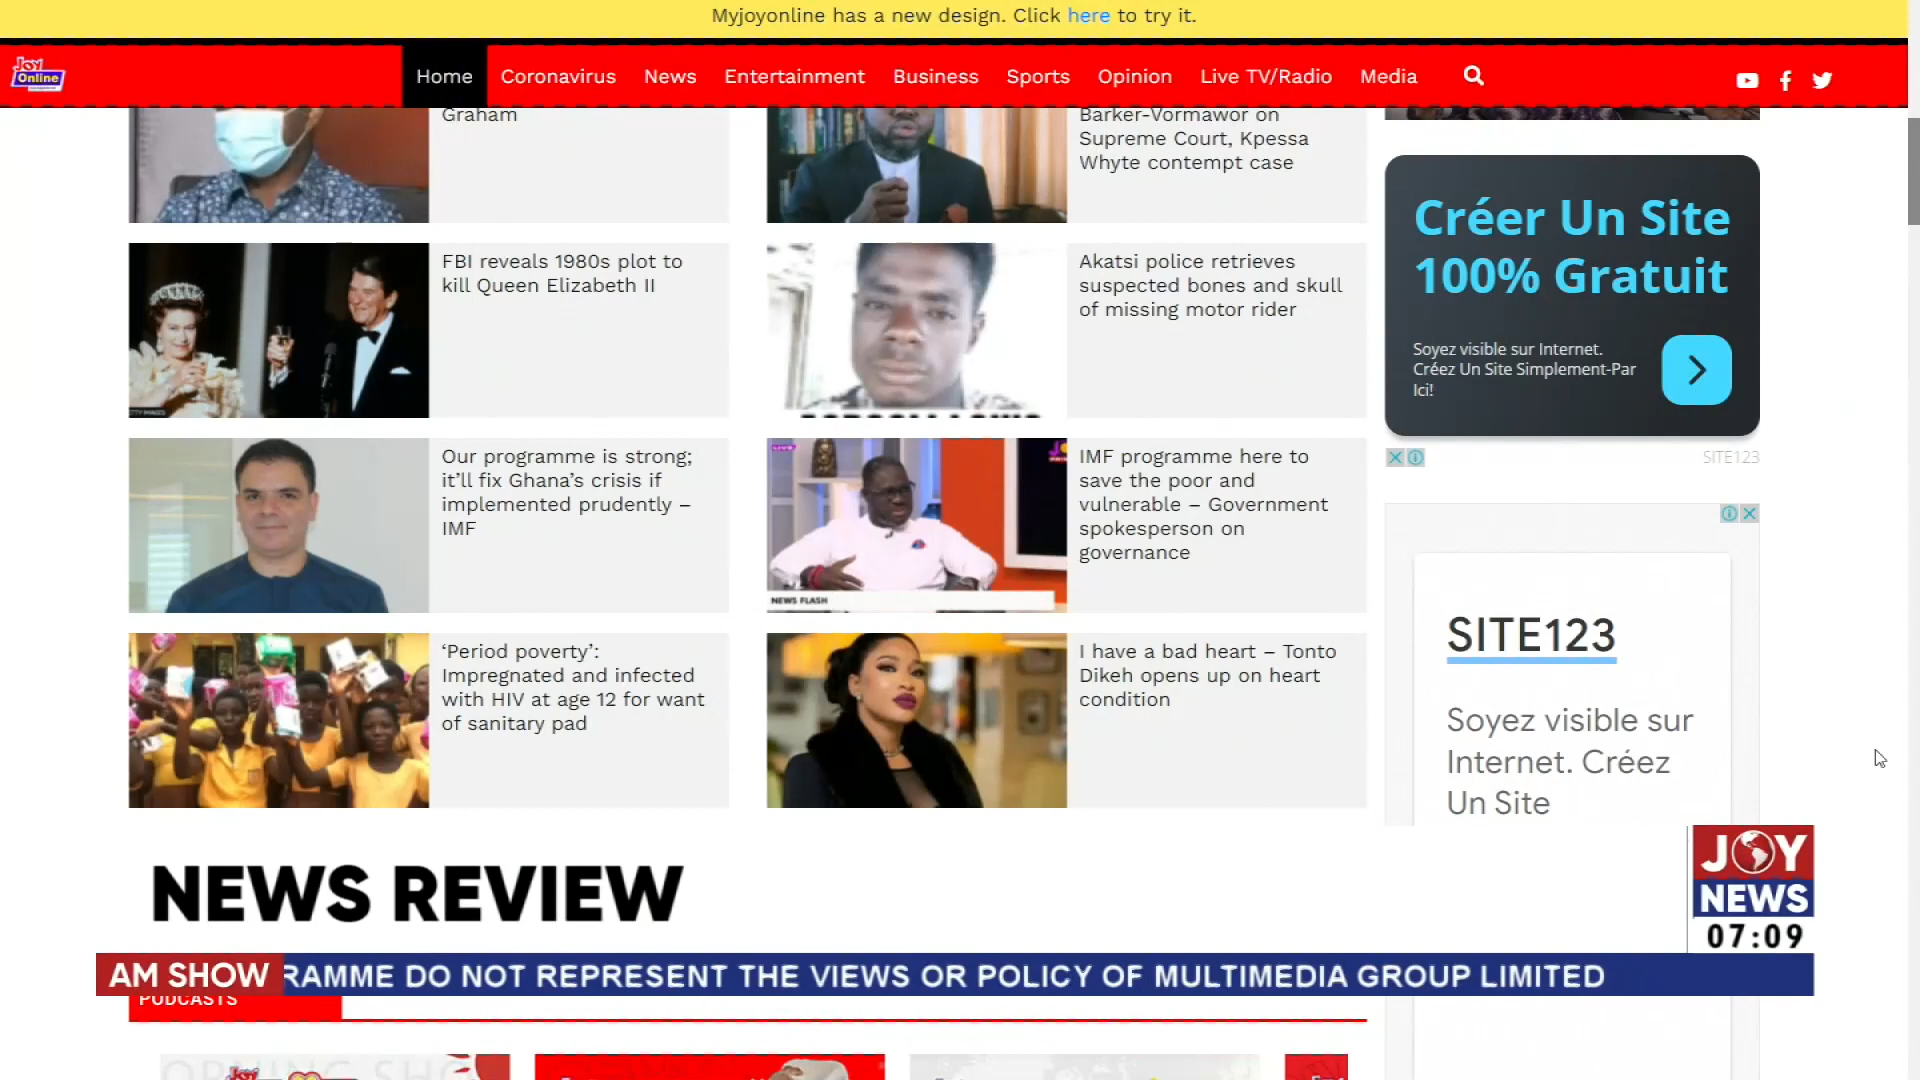 Myjoyonline has a new design. Click here to try it.
Joy
Online
Home
Coronavirus
News
Entertainment
Business
Sports
Opinion
Live TV/Radio
Media
Graham
Barker-Vormawor on
Supreme Court, Kpessa
Whyte contempt case
FBI reveals 1980s plot to
kill Queen Elizabeth II
Akatsi police retrieves
suspected bones and skull
of missing motor rider
Our programme is strong;
it’ll fix Ghana’s crisis if
implemented prudently –
IMF
IMF programme here to
save the poor and
vulnerable – Government
spokesperson on
governance
NEWS FLASH
‘Period poverty’:
Impregnated and infected
with HIV at age 12 for want
of sanitary pad
I have a bad heart – Tonto
Dikeh opens up on heart
condition
Créer Un Site
100% Gratuit
Soyez visible sur Internet.
Créez Un Site Simplement-Par
Ici!
SITE123
SITE123
Soyez visible sur
Internet. Créez
Un Site
NEWS REVIEW
JOY
NEWS
07:09
AM SHOW
RAMME DO NOT REPRESENT THE VIEWS OR POLICY OF MULTIMEDIA GROUP LIMITED
PODCASTS